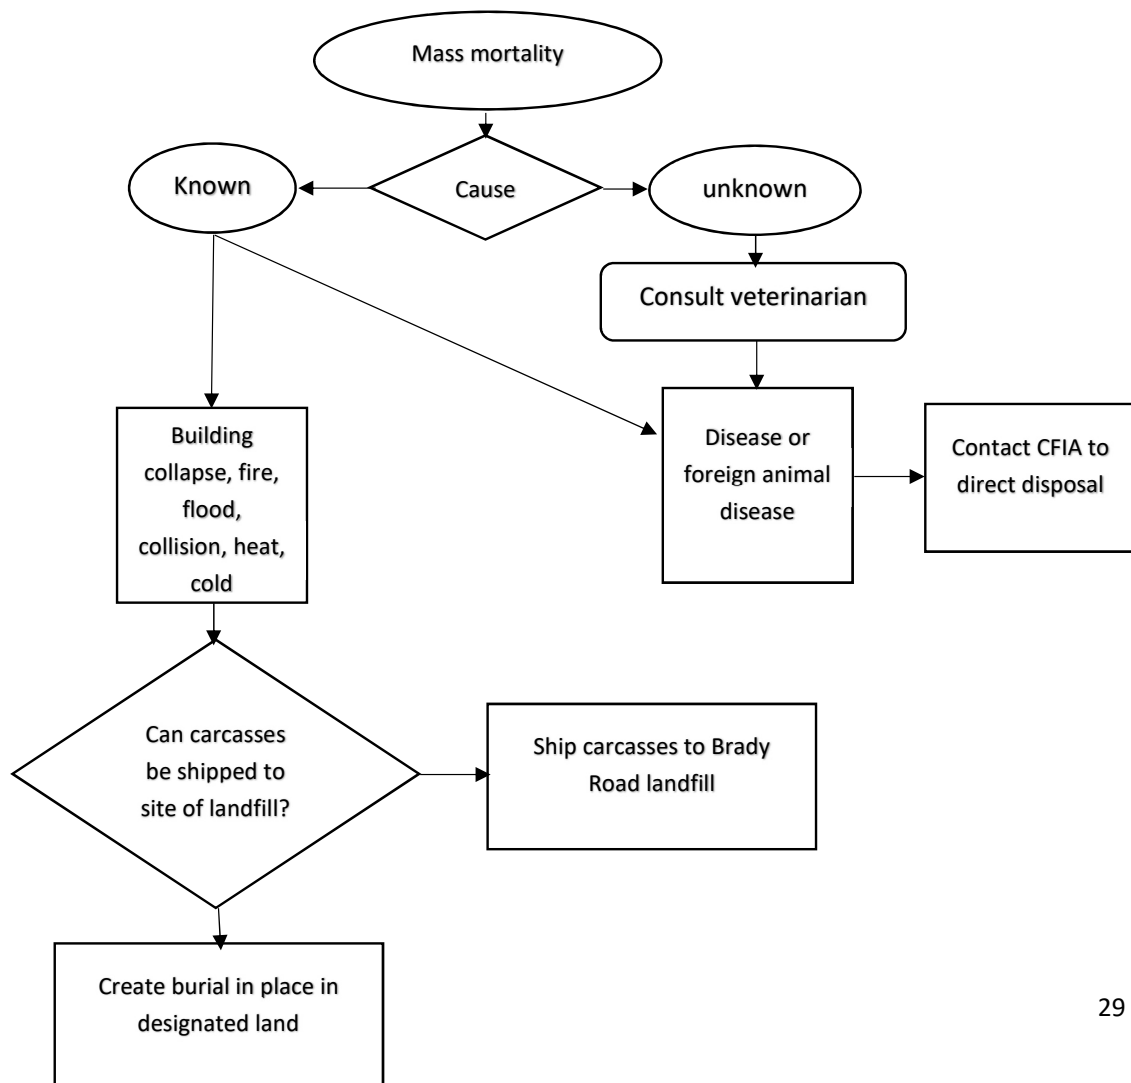 Mass mortality
Known
Cause
unknown
Consult veterinarian
Building
collapse, fire,
flood,
collision, heat,
cold
Disease or
foreign animal
disease
Contact CFIA to
direct disposal
Can carcasses
be shipped to
site of landfill?
Ship carcasses to Brady
Road landfill
Create burial in place in
designated land
29